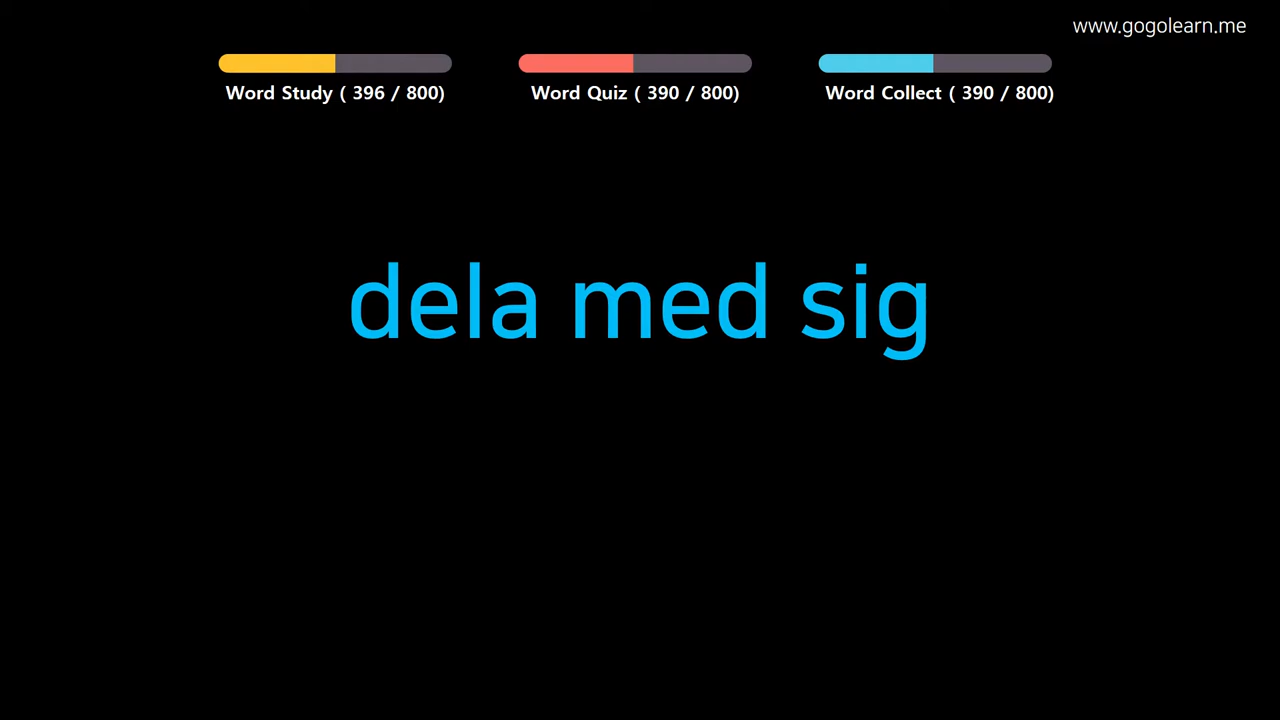 www.gogolearn.me
Word Study ( 396 / 800)
Word Quiz ( 390 / 800)
Word Collect ( 390 / 800)
dela med sig